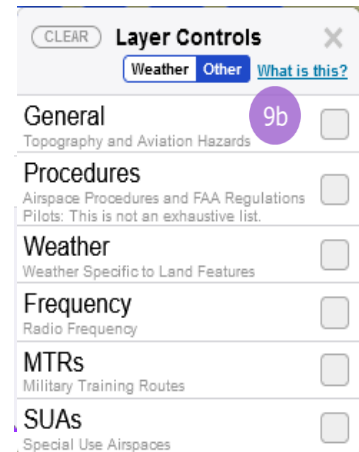 CLEAR Layer Controls ×
Weather Other What is this?
9b
General
Topography and Aviation Hazards
Procedures
Airspace Procedures and FAA Regulations
Pilots: This is not an exhaustive list.
Weather
Weather Specific to Land Features
Frequency
Radio Frequency
MTRs
Military Training Routes
SUAs
Special Use Airspaces